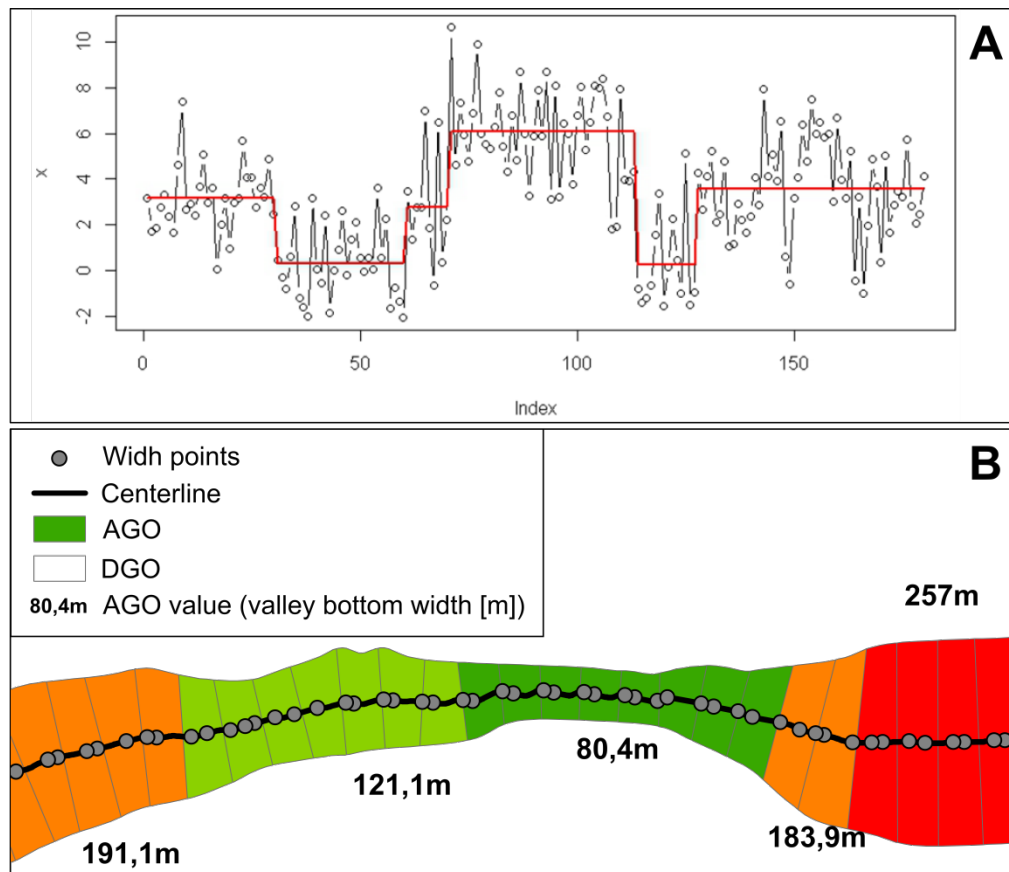 A
10
8
6
4
2
0
-2
x
0 50 100 150
Index
B
Widh points
Centerline
AGO
DGO
80,4m AGO value (valley bottom width [m])
257m
80,4m
121,1m
183,9m
191,1m